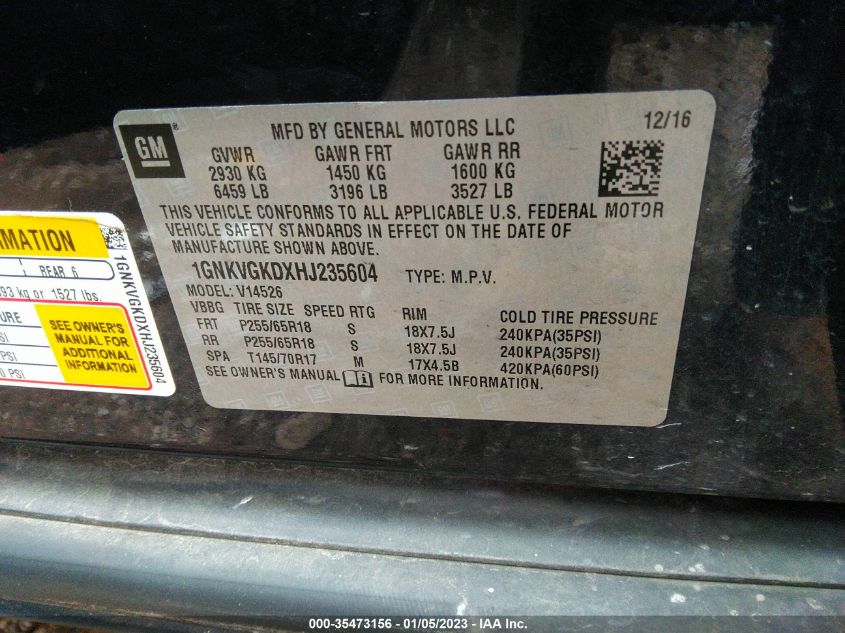 GM
MFD BY GENERAL MOTORS LLC 12/16
GVWR GAWR FRT GAWR RR
2930 KG 1450 KG 1600 KG
6459 LB 3196 LB 3527 LB
THIS VEHICLE CONFORMS TO ALL APPLICABLE U.S. FEDERAL MOTOR
VEHICLE SAFETY STANDARDS IN EFFECT ON THE DATE OF
MANUFACTURE SHOWN ABOVE.
1GNKVGKDXHJ235604 TYPE: M.P.V.
MODEL: V14526
VBBG TIRE SIZE SPEED RTG RIM COLD TIRE PRESSURE
FRT P255/65R18 S 18X7.5J 240KPA(35PSI)
RR P255/65R18 S 18X7.5J 240KPA(35PSI)
SPA T145/70R17 M 17X4.5B 420KPA(60PSI)
SEE OWNER'S MANUAL FOR MORE INFORMATION.
REAR 6
kg or 1527 lbs.
SEE OWNER'S
MANUAL FOR
ADDITIONAL
INFORMATION
PSI
1GNKVGKDXHJ235604
000-35473156 - 01/05/2023 - IAA Inc.